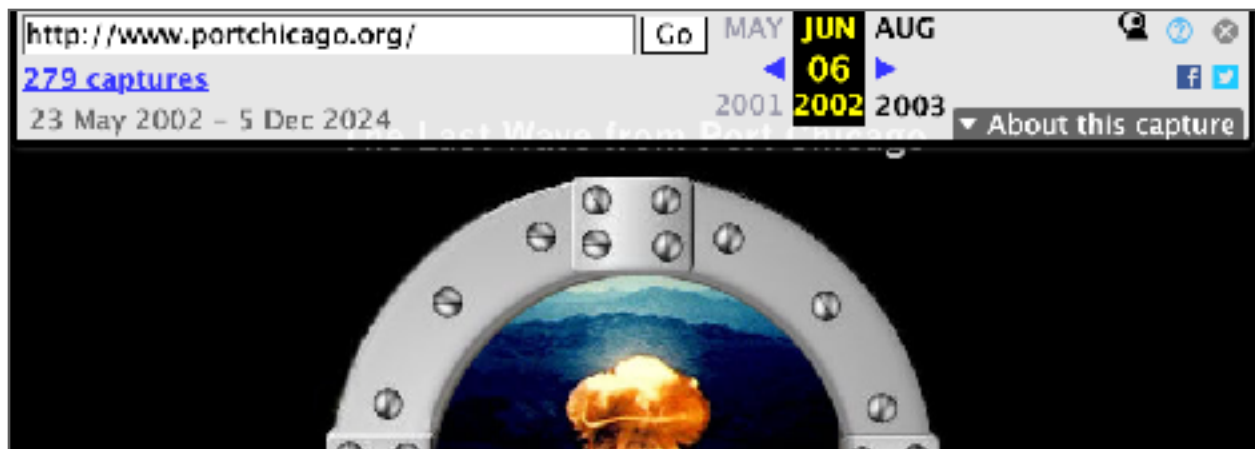 http://www.portchicago.org/ Go MAY JUN AUG
279 captures 06
23 May 2002 – 5 Dec 2024 2001 2002 2003
▼ About this capture
The Last Wave from Port Chicago